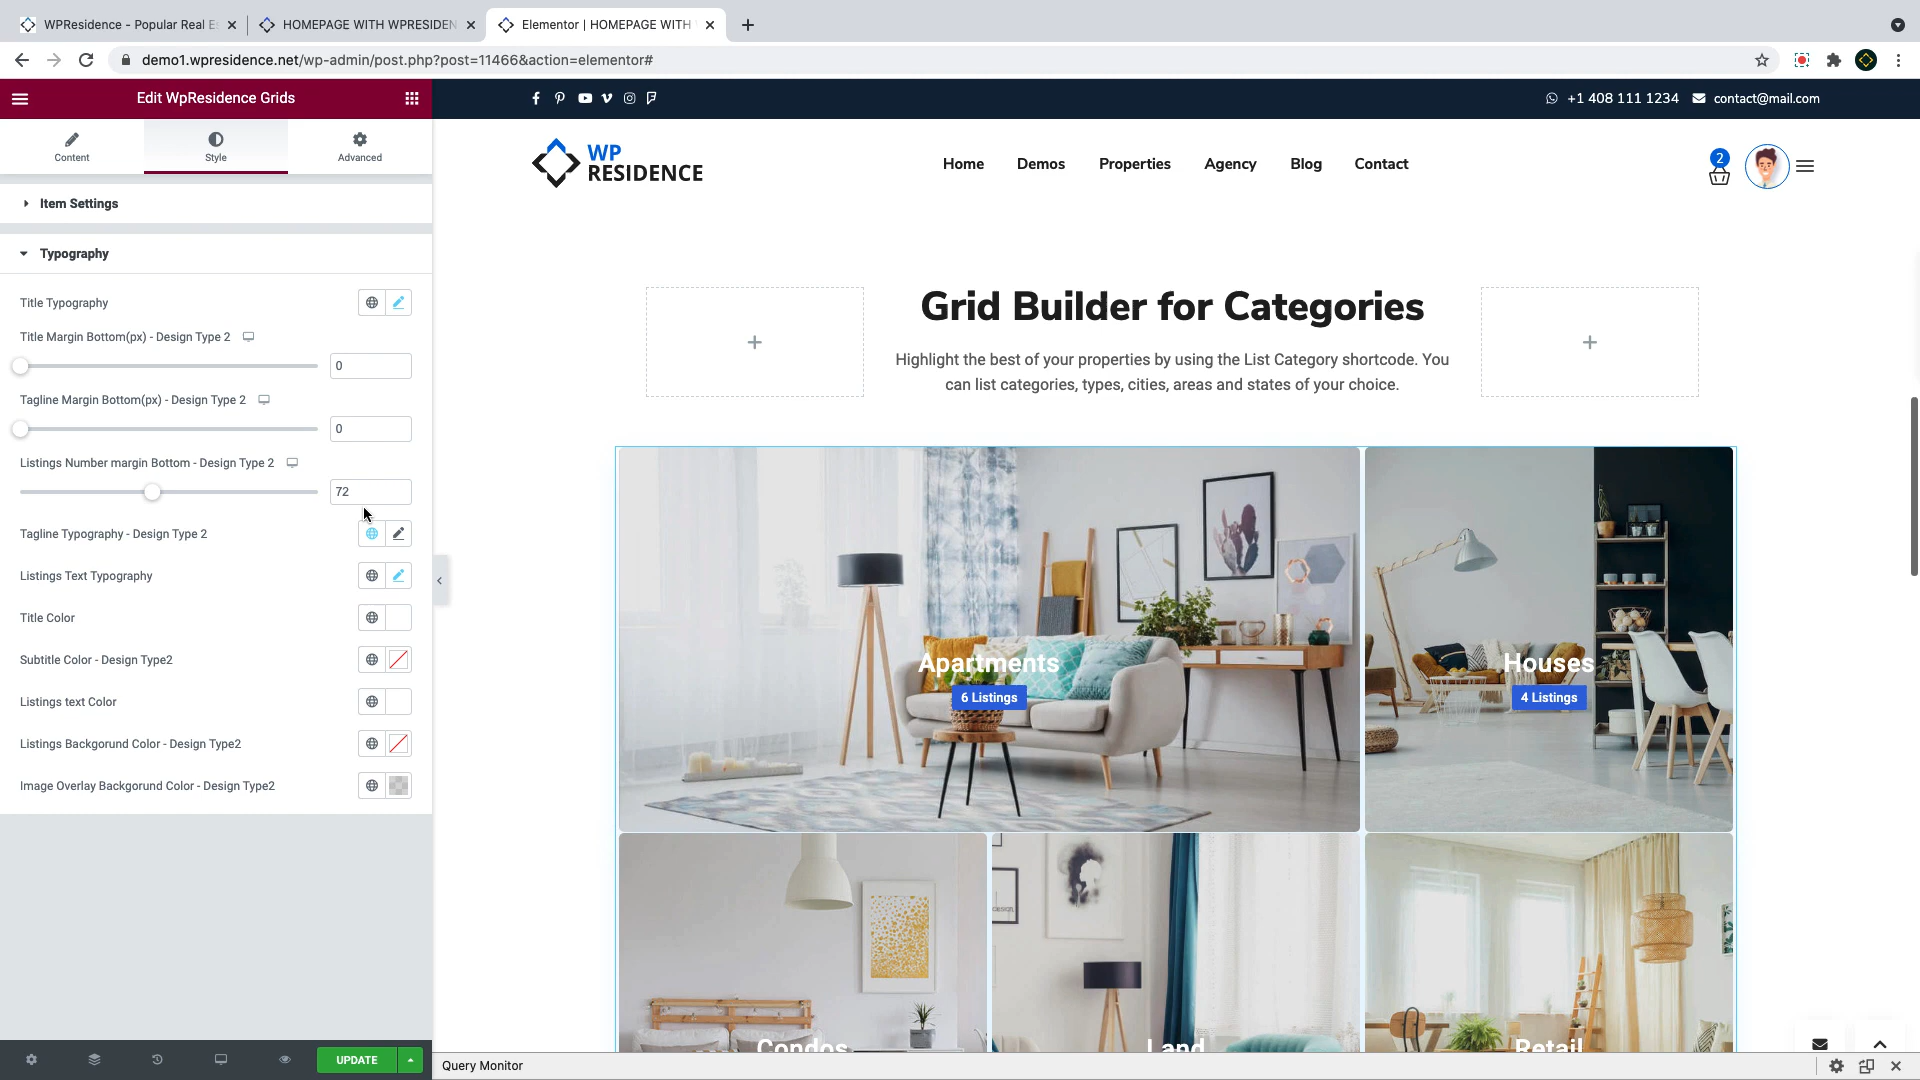 WPResidence - Popular Real Es
HOMEPAGE WITH WPRESIDEN
Elementor | HOMEPAGE WITH
demo1.wpresidence.net/wp-admin/post.php?post=11466&action=elementor#
Edit WpResidence Grids
+1 408 111 1234
contact@mail.com
Content
Style
Advanced
WP
RESIDENCE
Home
Demos
Properties
Agency
Blog
Contact
2
Item Settings
Typography
Title Typography
Title Margin Bottom(px) - Design Type 2
0
Tagline Margin Bottom(px) - Design Type 2
0
Listings Number margin Bottom - Design Type 2
72
Tagline Typography - Design Type 2
Listings Text Typography
Title Color
Subtitle Color - Design Type2
Listings text Color
Listings Backgorund Color - Design Type2
Image Overlay Backgorund Color - Design Type2
Grid Builder for Categories
Highlight the best of your properties by using the List Category shortcode. You
can list categories, types, cities, areas and states of your choice.
Apartments
6 Listings
Houses
4 Listings
Condos
Land
Retail
UPDATE
Query Monitor